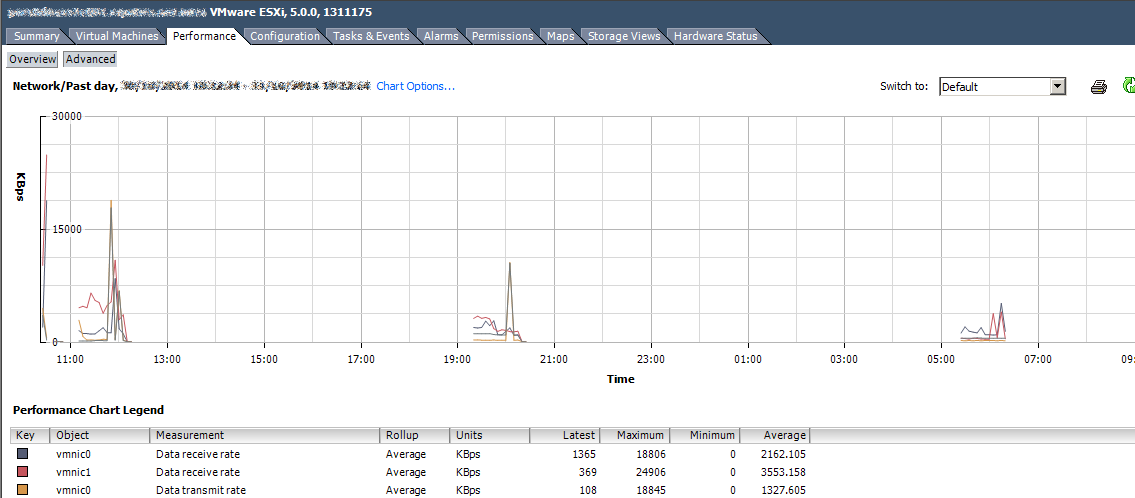 VMware ESXi, 5.0.0, 1311175
Summary Virtual Machines Performance Configuration Tasks & Events Alarms Permissions Maps Storage Views Hardware Status
Overview Advanced
Network/Past day, Chart Options... Switch to: Default
30000
KBps
15000
0
11:00 13:00 15:00 17:00 19:00 21:00 23:00 01:00 03:00 05:00 07:00 09:
Time
Performance Chart Legend
Key Object Measurement Rollup Units Latest Maximum Minimum Average
vmnic0 Data receive rate Average KBps 1365 18806 0 2162.105
vmnic1 Data receive rate Average KBps 369 24906 0 3553.158
vmnic0 Data transmit rate Average KBps 108 18845 0 1327.605